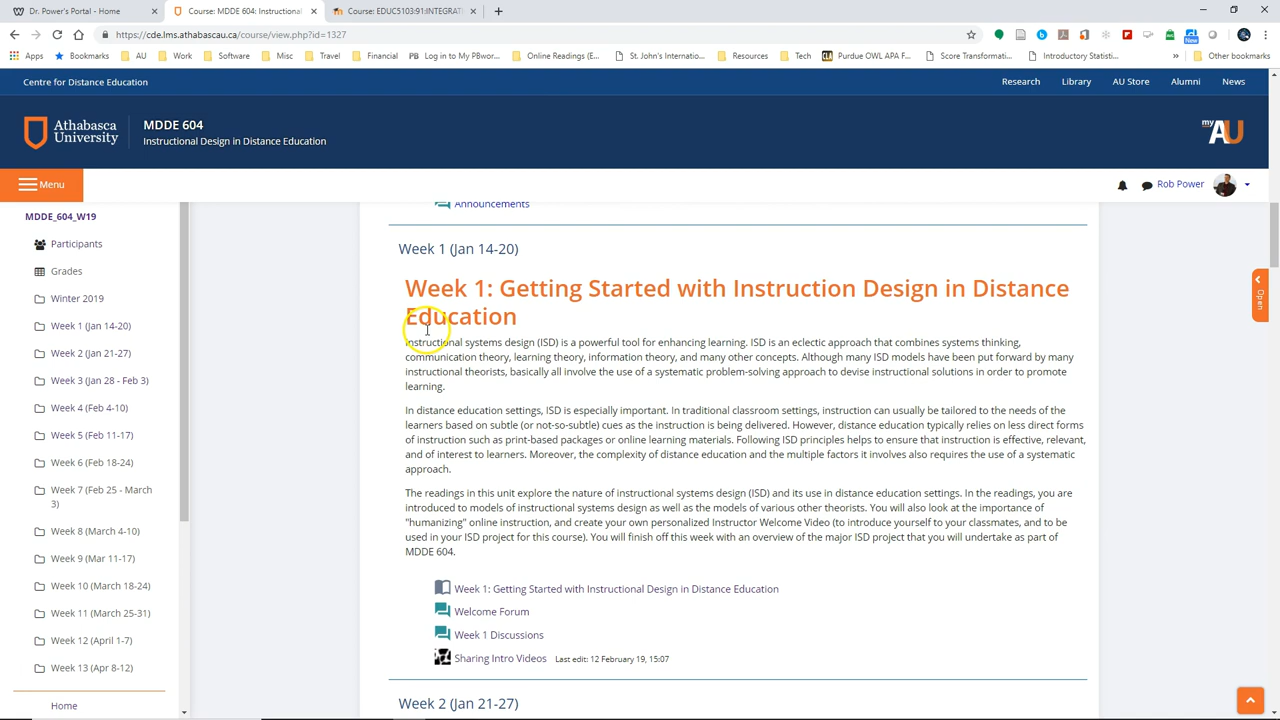 Dr. Power's Portal - Home
Course: MDDE 604: Instructional
Course: EDUC5103:91:INTEGRATI
https://cde.lms.athabascau.ca/course/view.php?id=1327
Apps
Bookmarks
AU
Work
Software
Misc
Travel
Financial
PB Log in to My PBwor...
Online Readings (E...
St. John's Internatio...
Resources
Tech
Purdue OWL APA F...
Score Transformati...
Introductory Statisti...
»
Other bookmarks
Centre for Distance Education
Research
Library
AU Store
Alumni
News
Athabasca
University
MDDE 604
Instructional Design in Distance Education
my
AU
Menu
Rob Power
MDDE_604_W19
Participants
Grades
Winter 2019
Week 1 (Jan 14-20)
Week 2 (Jan 21-27)
Week 3 (Jan 28 - Feb 3)
Week 4 (Feb 4-10)
Week 5 (Feb 11-17)
Week 6 (Feb 18-24)
Week 7 (Feb 25 - March
3)
Week 8 (March 4-10)
Week 9 (Mar 11-17)
Week 10 (March 18-24)
Week 11 (March 25-31)
Week 12 (April 1-7)
Week 13 (Apr 8-12)
Home
Announcements
Week 1 (Jan 14-20)
Week 1: Getting Started with Instruction Design in Distance
Education
Instructional systems design (ISD) is a powerful tool for enhancing learning. ISD is an eclectic approach that combines systems thinking,
communication theory, learning theory, information theory, and many other concepts. Although many ISD models have been put forward by many
instructional theorists, basically all involve the use of a systematic problem-solving approach to devise instructional solutions in order to promote
learning.
In distance education settings, ISD is especially important. In traditional classroom settings, instruction can usually be tailored to the needs of the
learners based on subtle (or not-so-subtle) cues as the instruction is being delivered. However, distance education typically relies on less direct forms
of instruction such as print-based packages or online learning materials. Following ISD principles helps to ensure that instruction is effective, relevant,
and of interest to learners. Moreover, the complexity of distance education and the multiple factors it involves also requires the use of a systematic
approach.
The readings in this unit explore the nature of instructional systems design (ISD) and its use in distance education settings. In the readings, you are
introduced to models of instructional systems design as well as the models of various other theorists. You will also look at the importance of
"humanizing" online instruction, and create your own personalized Instructor Welcome Video (to introduce yourself to your classmates, and to be
used in your ISD project for this course). You will finish off this week with an overview of the major ISD project that you will undertake as part of
MDDE 604.
Week 1: Getting Started with Instructional Design in Distance Education
Welcome Forum
Week 1 Discussions
Sharing Intro Videos Last edit: 12 February 19, 15:07
Week 2 (Jan 21-27)
Open